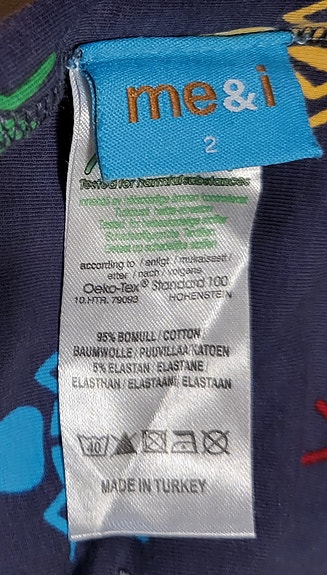 me&i
2
Tested for harmful substances
according to / enligt / mukaisesti /
etter / nach / volgens
Oeko-Tex® Standard 100
10.HTR. 79093 HOHENSTEIN
95% BOMULL / COTTON
BAUMWOLLE / PUUVILLA/KATOEN
5% ELASTAN / ELASTANE /
ELASTHAN / ELASTAANI/ ELASTAAN
40
MADE IN TURKEY